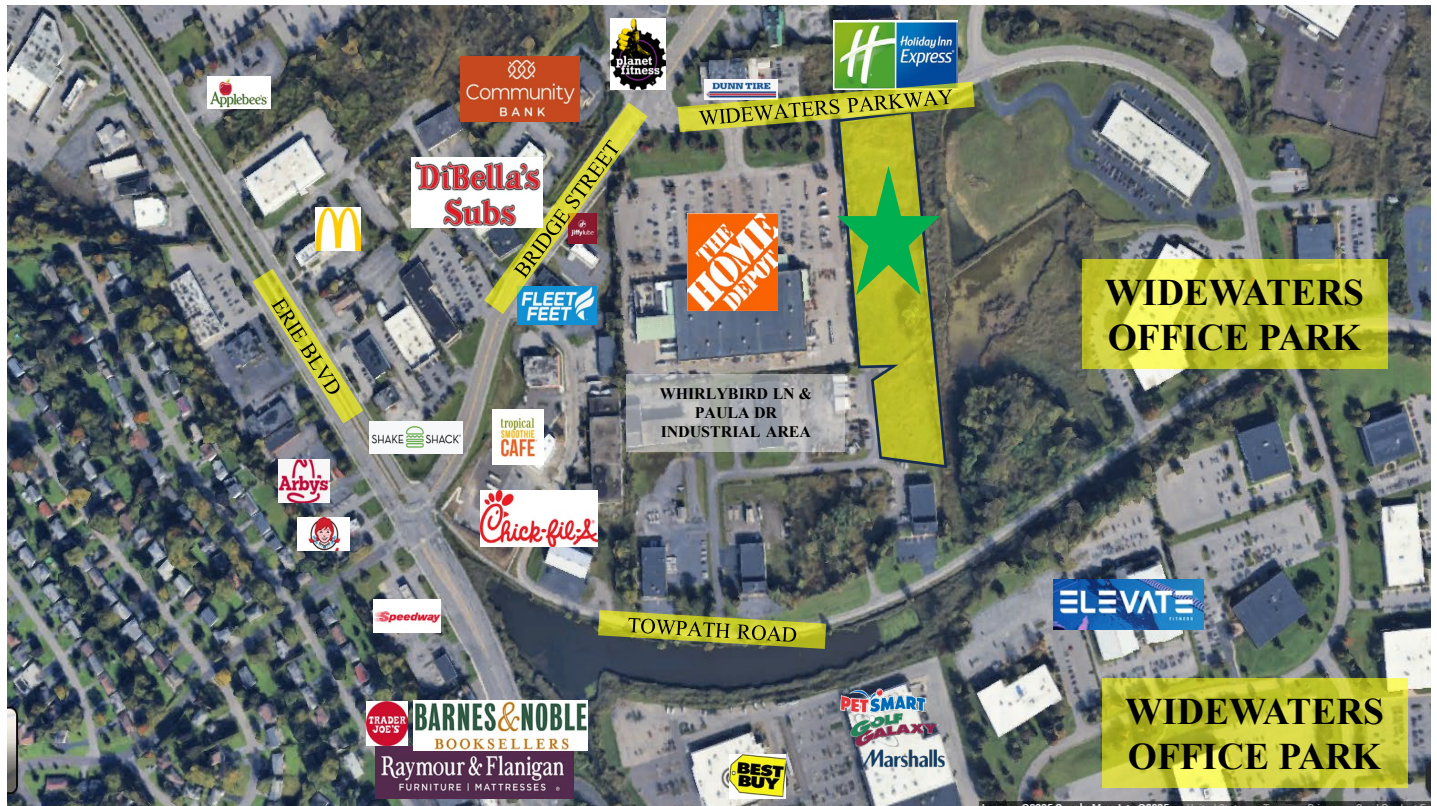 planet
fitness
Holiday Inn
Express
Applebee's
Community
BANK
DUNN TIRE
WIDEWATERS PARKWAY
DiBella's
Subs
BRIDGE STREET
jiffy lube
THE
HOME
DEPOT
ERIE BLVD
FLEET
FEET
WIDEWATERS
OFFICE PARK
WHIRLYBIRD LN &
PAULA DR
INDUSTRIAL AREA
SHAKE SHACK
tropical
SMOOTHIE
CAFE
Arby's
Chick-fil-A
ELEVATE
FITNESS
Speedway
TOWPATH ROAD
TRADER
JOE'S
BARNES & NOBLE
BOOKSELLERS
Raymour & Flanigan
FURNITURE | MATTRESSES
PETSMART
GOLF
GALAXY
Marshalls
BEST
BUY
WIDEWATERS
OFFICE PARK